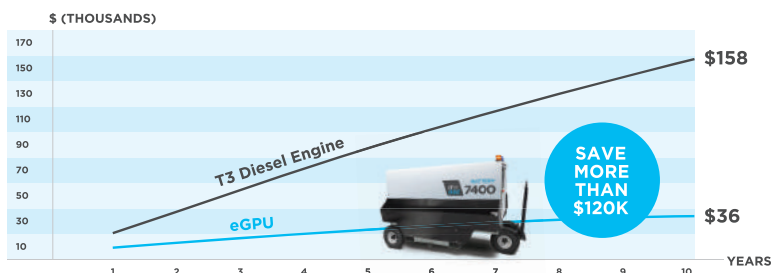 $ (THOUSANDS)
170
150
130
110
90
70
50
30
10
T3 Diesel Engine
eGPU
7400
SAVE
MORE
THAN
$120K
$158
$36
1 2 3 4 5 6 7 8 9 10
YEARS